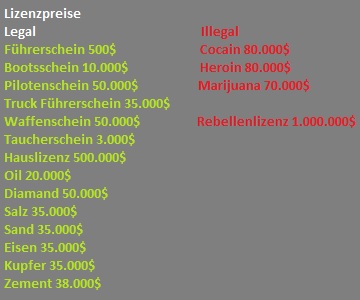 Lizenzpreise
Legal Illegal
Führerschein 500$ Cocain 80.000$
Bootsschein 10.000$ Heroin 80.000$
Pilotenschein 50.000$ Marijuana 70.000$
Truck Führerschein 35.000$
Waffenschein 50.000$ Rebellenlizenz 1.000.000$
Taucherschein 3.000$
Hauslizenz 500.000$
Oil 20.000$
Diamand 50.000$
Salz 35.000$
Sand 35.000$
Eisen 35.000$
Kupfer 35.000$
Zement 38.000$